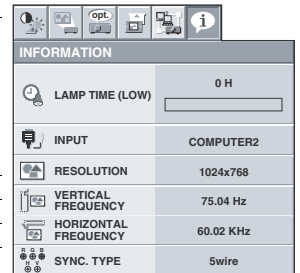 opt.
i
INFORMATION
LAMP TIME (LOW)
0 H
INPUT
COMPUTER2
RESOLUTION
1024x768
VERTICAL
FREQUENCY
75.04 Hz
HORIZONTAL
FREQUENCY
60.02 KHz
R G B
H V
SYNC. TYPE
5wire